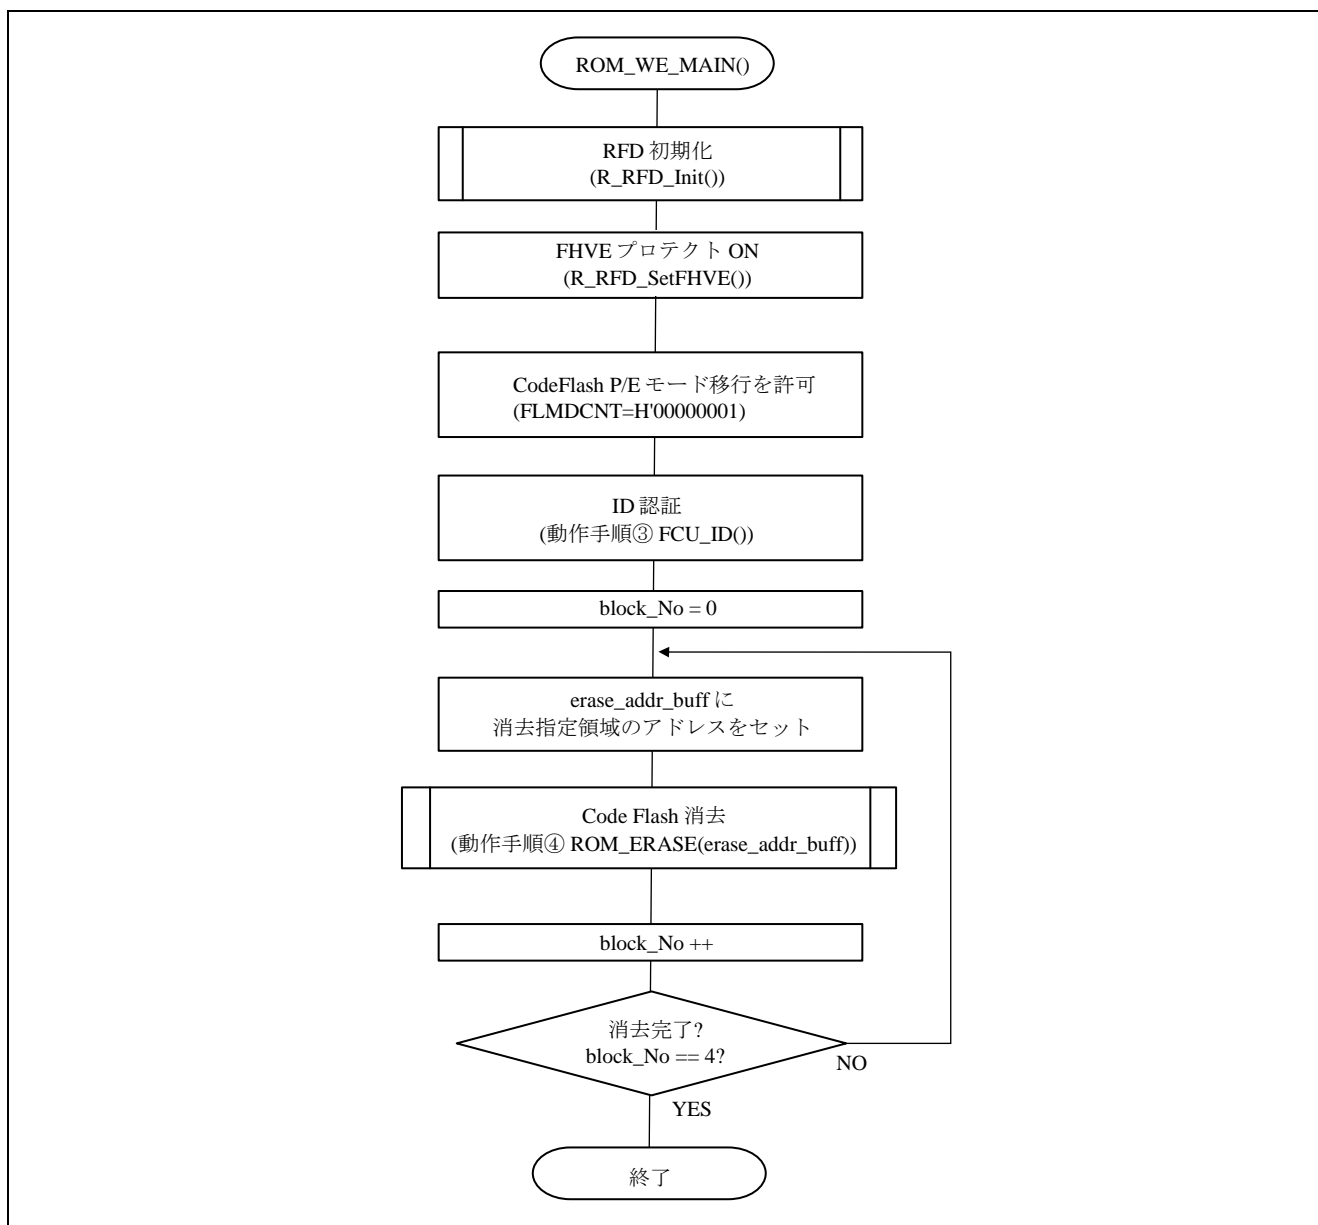 ROM_WE_MAIN()
RFD 初期化
(R_RFD_Init())
FHVE プロテクト ON
(R_RFD_SetFHVE())
CodeFlash P/E モード移行を許可
(FLMDCNT=H'00000001)
ID 認証
(動作手順③ FCU_ID())
block_No = 0
erase_addr_buff に
消去指定領域のアドレスをセット
Code Flash 消去
(動作手順④ ROM_ERASE(erase_addr_buff))
block_No ++
消去完了?
block_No == 4?
NO
YES
終了